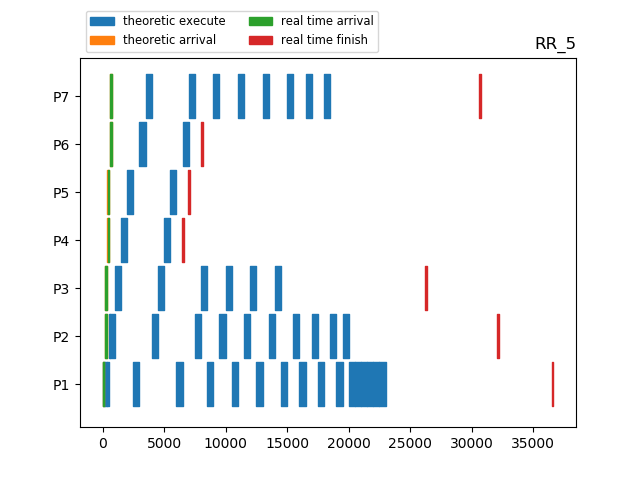 theoretic execute
theoretic arrival
real time arrival
real time finish
RR_5
P7
P6
P5
P4
P3
P2
P1
0 5000 10000 15000 20000 25000 30000 35000